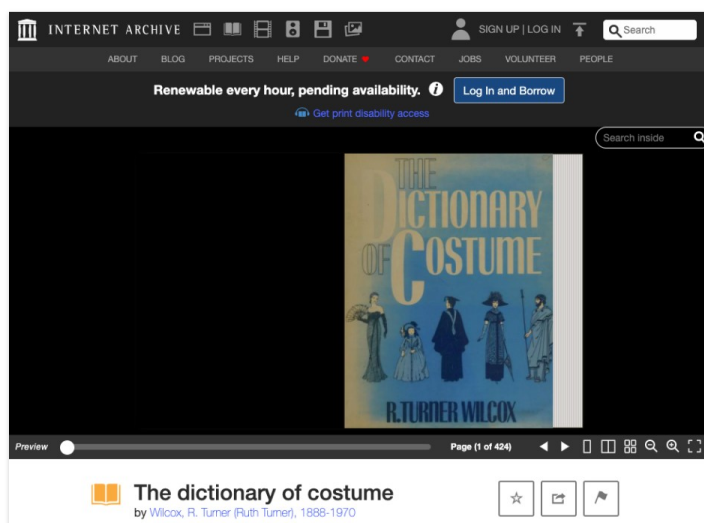 INTERNET ARCHIVE
SIGN UP | LOG IN
Search
ABOUT BLOG PROJECTS HELP DONATE CONTACT JOBS VOLUNTEER PEOPLE
Renewable every hour, pending availability. i Log In and Borrow
Get print disability access
Search inside
THE
DICTIONARY
OF COSTUME
R.TURNER WILCOX
Preview Page (1 of 424)
The dictionary of costume
by Wilcox, R. Turner (Ruth Turner), 1888-1970